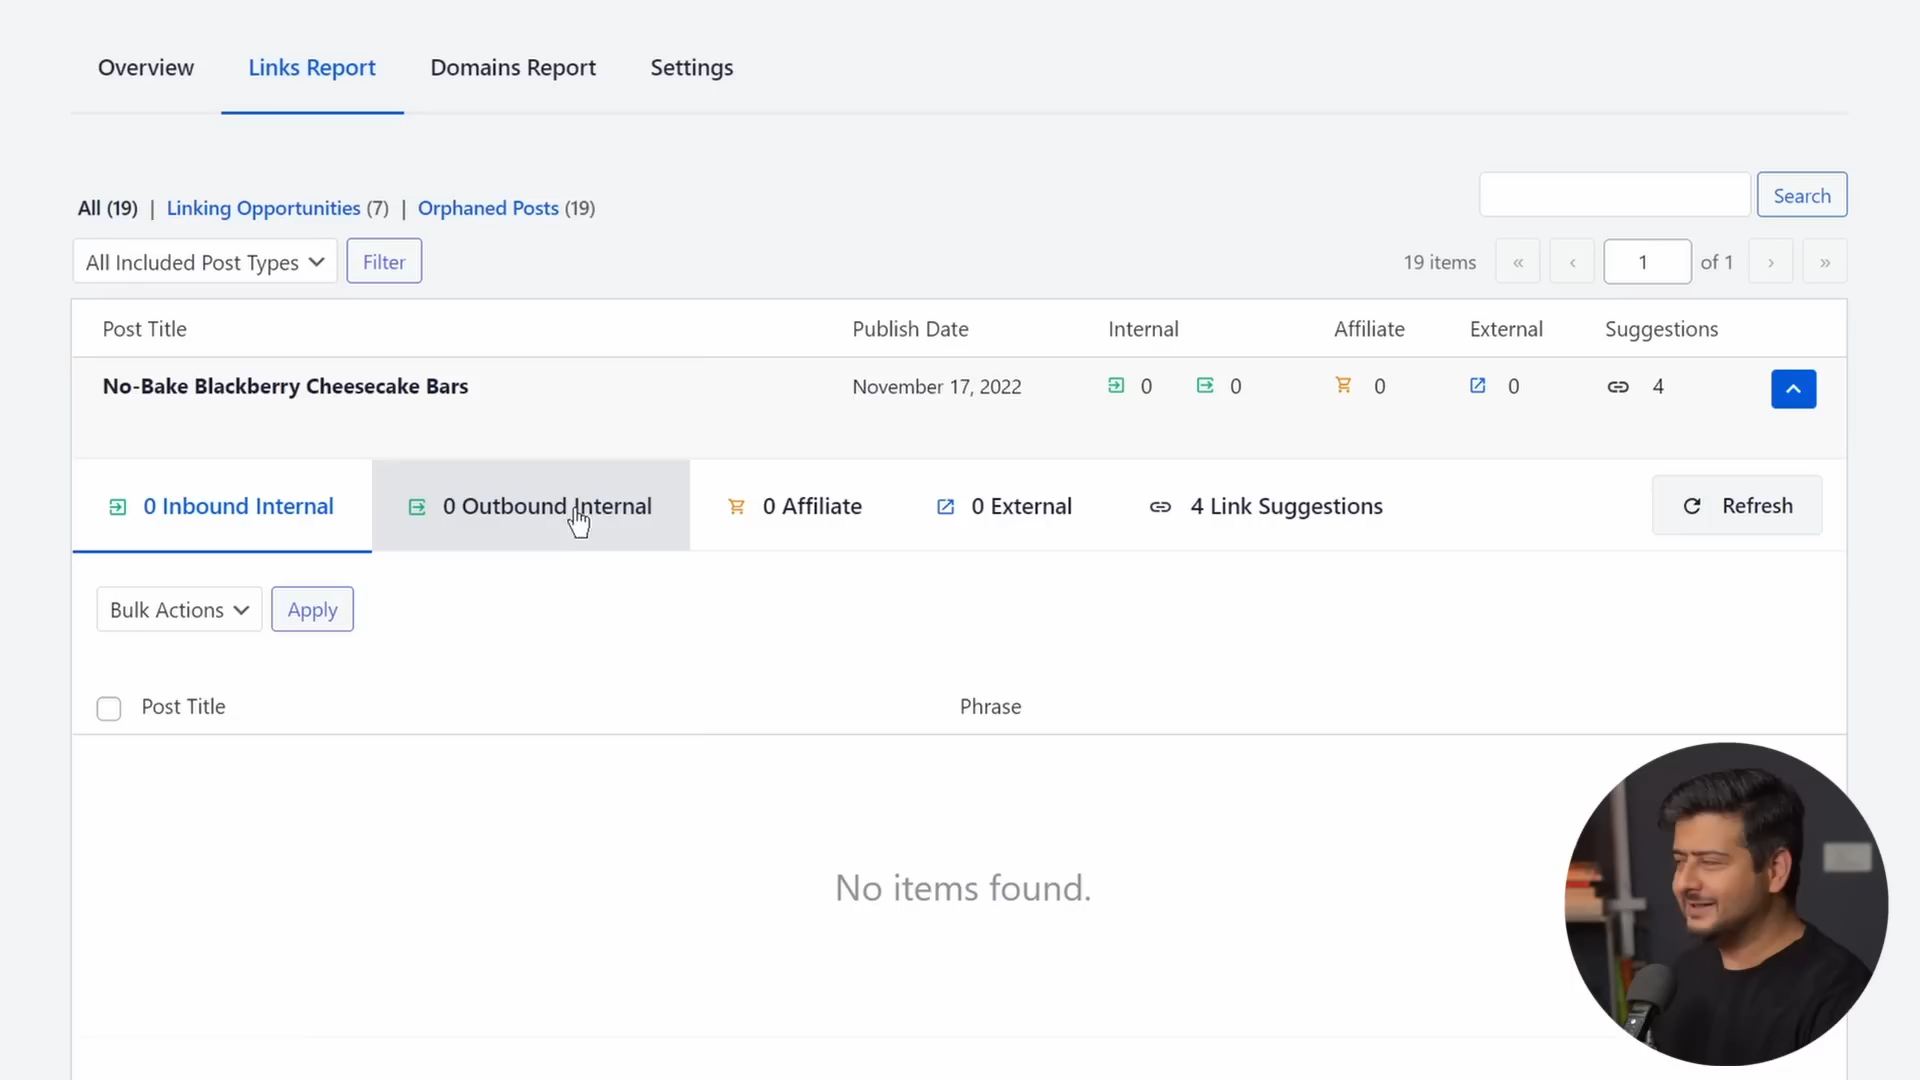 Overview Links Report Domains Report Settings
All (19) | Linking Opportunities (7) | Orphaned Posts (19)
Search
All Included Post Types Filter
19 items « ‹ 1 of 1 › »
Post Title Publish Date Internal Affiliate External Suggestions
No-Bake Blackberry Cheesecake Bars November 17, 2022 0 0 0 0 4
0 Inbound Internal 0 Outbound Internal 0 Affiliate 0 External 4 Link Suggestions Refresh
Bulk Actions Apply
Post Title Phrase
No items found.